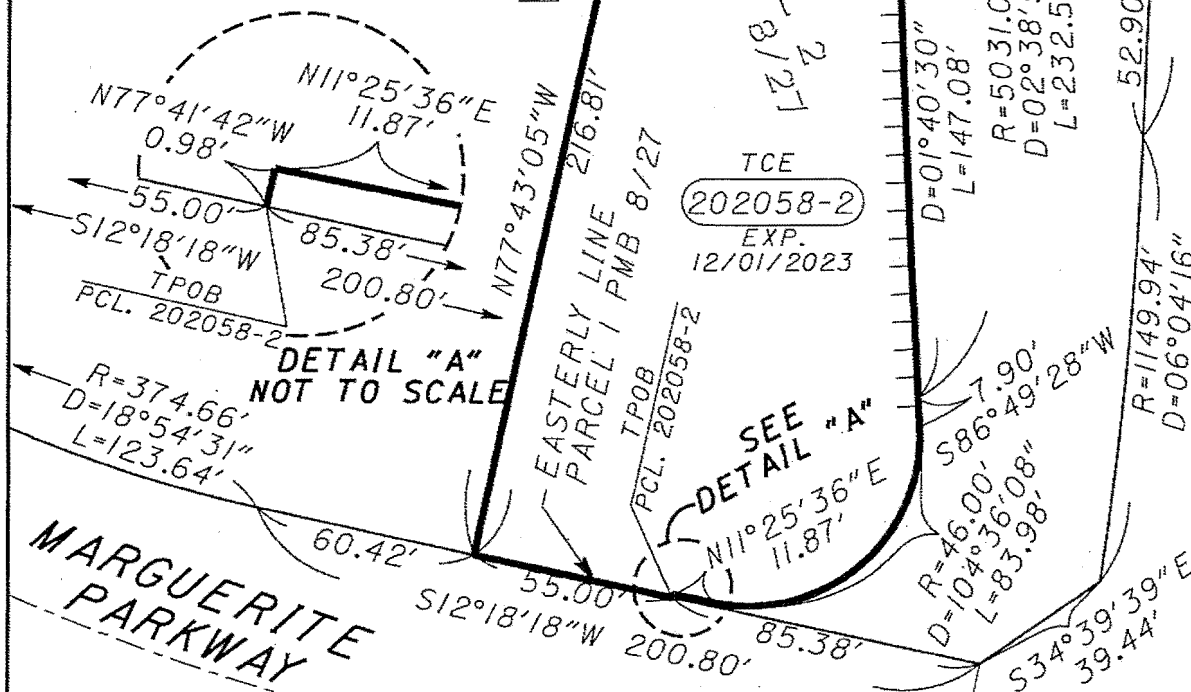 N77°41'42"W
0.98'
N11°25'36"E
11.87'
55.00'
S12°18'18"W
85.38'
200.80'
TPOB
PCL. 202058-2
DETAIL "A"
NOT TO SCALE
R=374.66'
D=18°54'31"
L=123.64'
MARGUERITE
PARKWAY
60.42'
N77°43'05"W
216.81'
EASTERLY LINE
PARCEL 1 PMB 8/27
2
8/27
TCE
202058-2
EXP.
12/01/2023
TPOB
PCL. 202058-2
SEE
DETAIL "A"
N11°25'36"E
11.87'
55.00'
S12°18'18"W
200.80'
85.38'
D=01°40'30"
L=147.08'
R=5031.0
D=02°38'
L=232.5
52.90
7.90'
S86°49'28"W
R=46.00'
D=104°36'08"
L=83.98'
R=1149.94'
D=06°04'16"
S34°39'39"E
39.44'